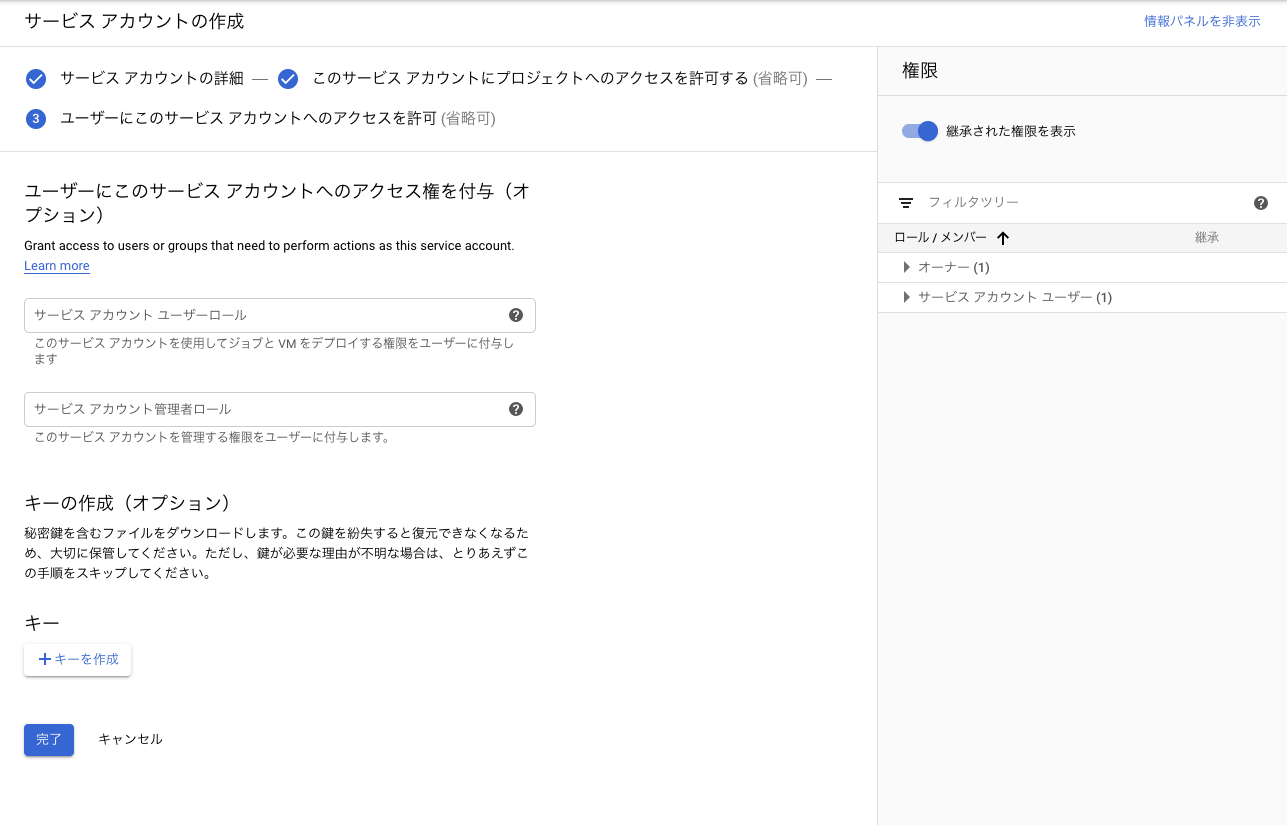 サービス アカウントの作成
情報パネルを非表示
サービス アカウントの詳細 — このサービス アカウントにプロジェクトへのアクセスを許可する (省略可) —
3 ユーザーにこのサービス アカウントへのアクセスを許可 (省略可)
ユーザーにこのサービス アカウントへのアクセス権を付与（オ
プション）
Grant access to users or groups that need to perform actions as this service account.
Learn more
サービス アカウント ユーザーロール
このサービス アカウントを使用してジョブと VM をデプロイする権限をユーザーに付与し
ます
サービス アカウント管理者ロール
このサービス アカウントを管理する権限をユーザーに付与します。
キーの作成（オプション）
秘密鍵を含むファイルをダウンロードします。この鍵を紛失すると復元できなくなるた
め、大切に保管してください。ただし、鍵が必要な理由が不明な場合は、とりあえずこ
の手順をスキップしてください。
キー
+ キーを作成
完了 キャンセル
権限
継承された権限を表示
フィルタツリー
ロール / メンバー ↑ 継承
オーナー (1)
サービス アカウント ユーザー (1)